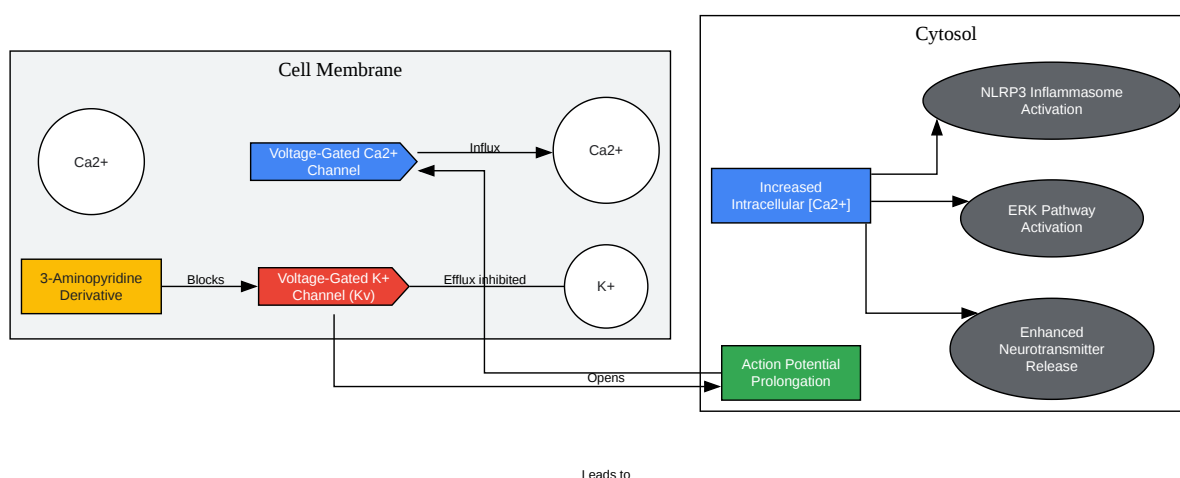 Cytosol
Cell Membrane
NLRP3 Inflammasome
Activation
Ca2+
Voltage-Gated Ca2+
Channel
Influx
Ca2+
Increased
Intracellular [Ca2+]
ERK Pathway
Activation
3-Aminopyridine
Derivative
Blocks
Voltage-Gated K+
Channel (Kv)
Efflux inhibited
K+
Enhanced
Neurotransmitter
Release
Action Potential
Prolongation
Opens
Leads to